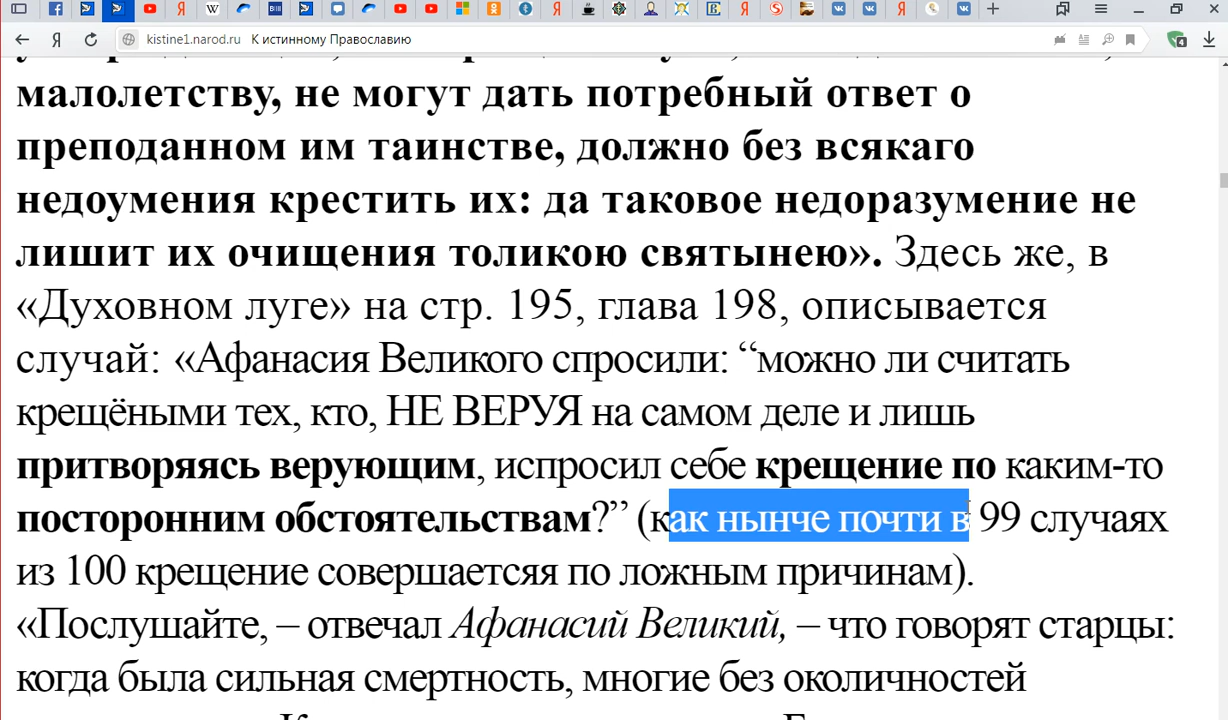 kistine1.narod.ru К истинному Православию
малолетству, не могут дать потребный ответ о
преподанном им таинстве, должно без всякаго
недоумения крестить их: да таковое недоразумение не
лишит их очищения толикою святынею». Здесь же, в
«Духовном луге» на стр. 195, глава 198, описывается
случай: «Афанасия Великого спросили: “можно ли считать
крещёными тех, кто, НЕ ВЕРУЯ на самом деле и лишь
притворяясь верующим, испросил себе крещение по каким-то
посторонним обстоятельствам?” (как нынче почти в 99 случаях
из 100 крещение совершаетсяя по ложным причинам).
«Послушайте, – отвечал Афанасий Великий, – что говорят старцы:
когда была сильная смертность, многие без околичностей